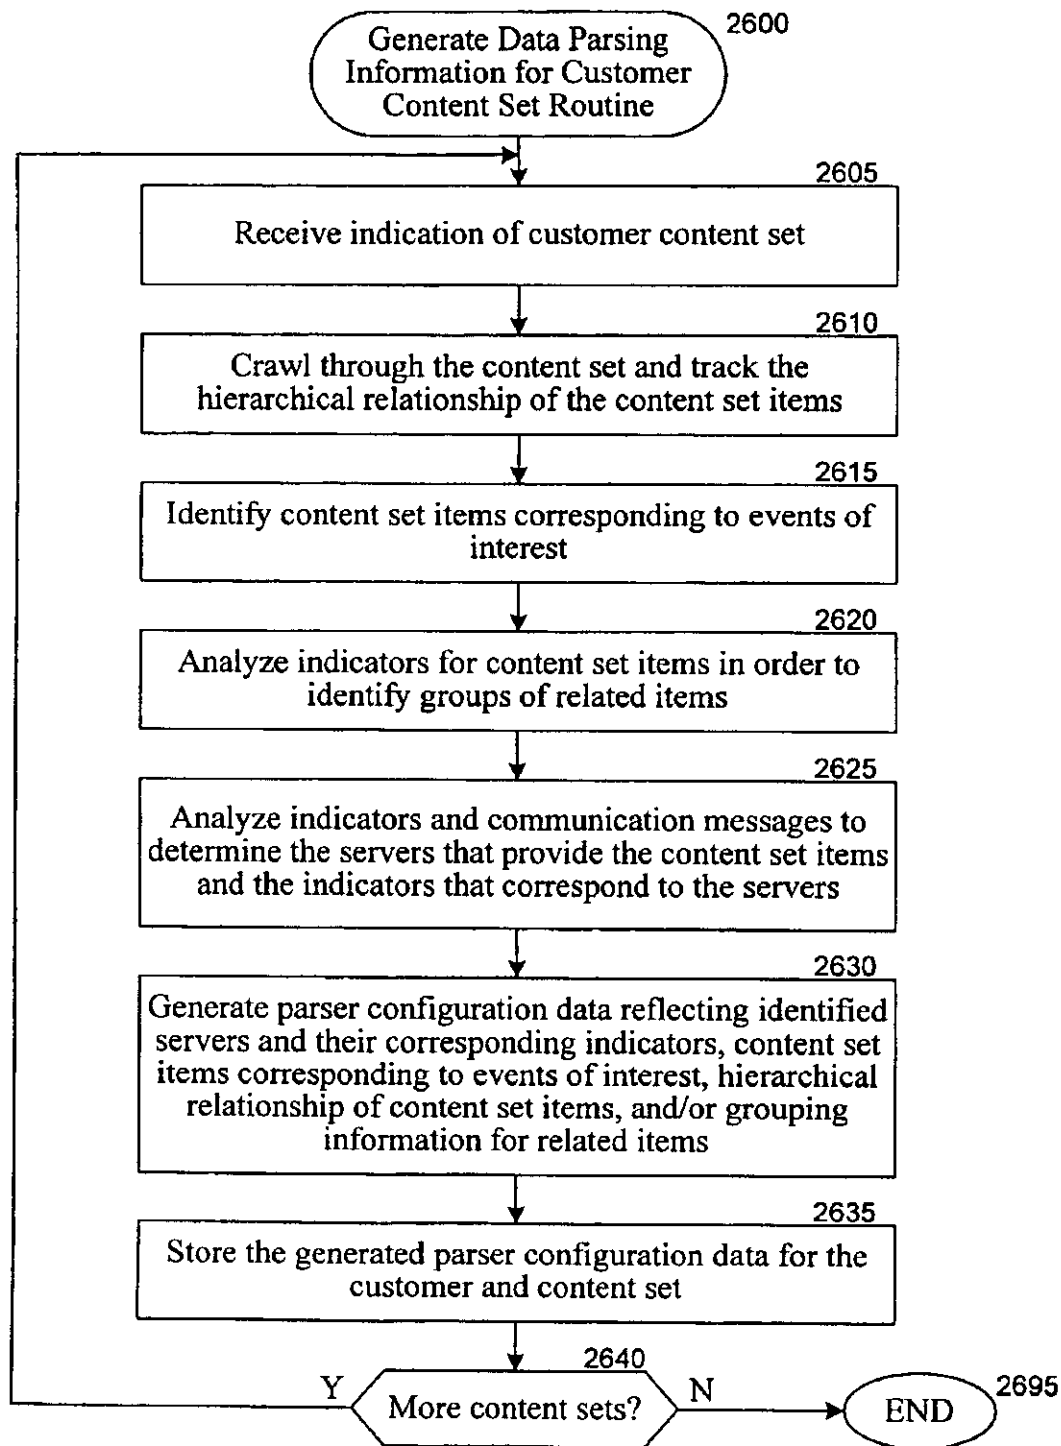 2600
Generate Data Parsing
Information for Customer
Content Set Routine
2605
Receive indication of customer content set
2610
Crawl through the content set and track the
hierarchical relationship of the content set items
2615
Identify content set items corresponding to events of
interest
2620
Analyze indicators for content set items in order to
identify groups of related items
2625
Analyze indicators and communication messages to
determine the servers that provide the content set items
and the indicators that correspond to the servers
2630
Generate parser configuration data reflecting identified
servers and their corresponding indicators, content set
items corresponding to events of interest, hierarchical
relationship of content set items, and/or grouping
information for related items
2635
Store the generated parser configuration data for the
customer and content set
2640
Y
More content sets?
N
2695
END